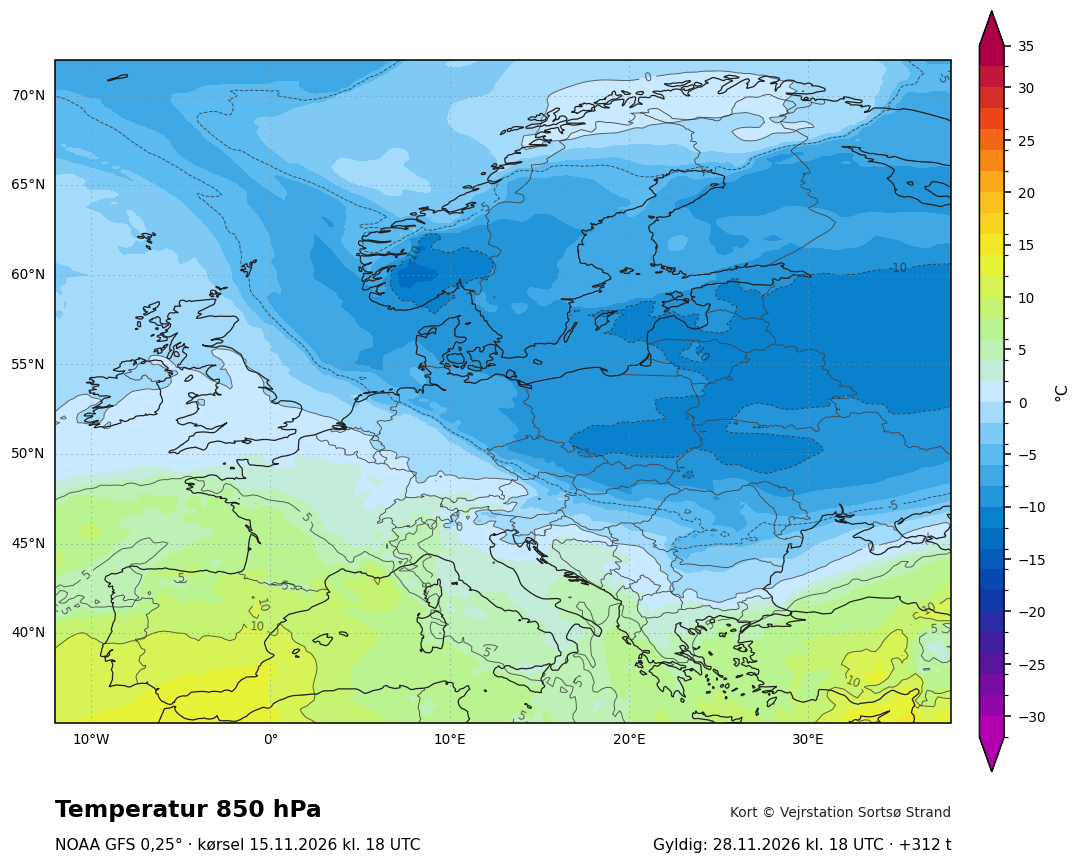 70°N
65°N
60°N
55°N
50°N
45°N
40°N
10°W
0°
10°E
20°E
30°E
35
30
25
20
15
10
5
0
−5
−10
−15
−20
−25
−30
°C
Temperatur 850 hPa
Kort © Vejrstation Sortsø Strand
NOAA GFS 0,25° · kørsel 15.11.2026 kl. 18 UTC
Gyldig: 28.11.2026 kl. 18 UTC · +312 t